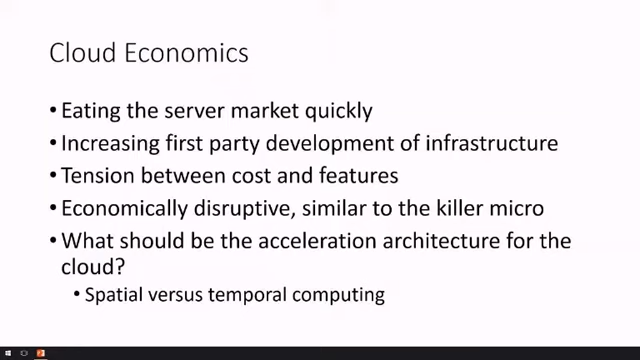 Cloud Economics
• Eating the server market quickly
• Increasing first party development of infrastructure
• Tension between cost and features
• Economically disruptive, similar to the killer micro
• What should be the acceleration architecture for the
cloud?
• Spatial versus temporal computing